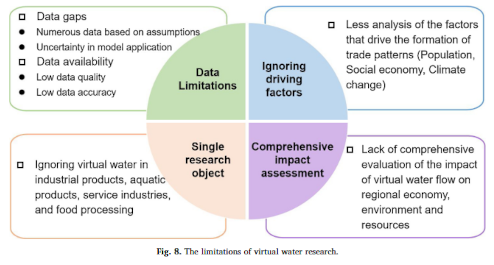 □ Data gaps
● Numerous data based on assumptions
● Uncertainty in model application
□ Data availability
● Low data quality
● Low data accuracy
Data
Limitations
Ignoring
driving
factors
□ Less analysis of the factors
that drive the formation of
trade patterns (Population,
Social economy, Climate
change)
□ Ignoring virtual water in
industrial products, aquatic
products, service industries,
and food processing
Single
research
object
Comprehensive
impact
assessment
□ Lack of comprehensive
evaluation of the impact
of virtual water flow on
regional economy,
environment and
resources
Fig. 8. The limitations of virtual water research.